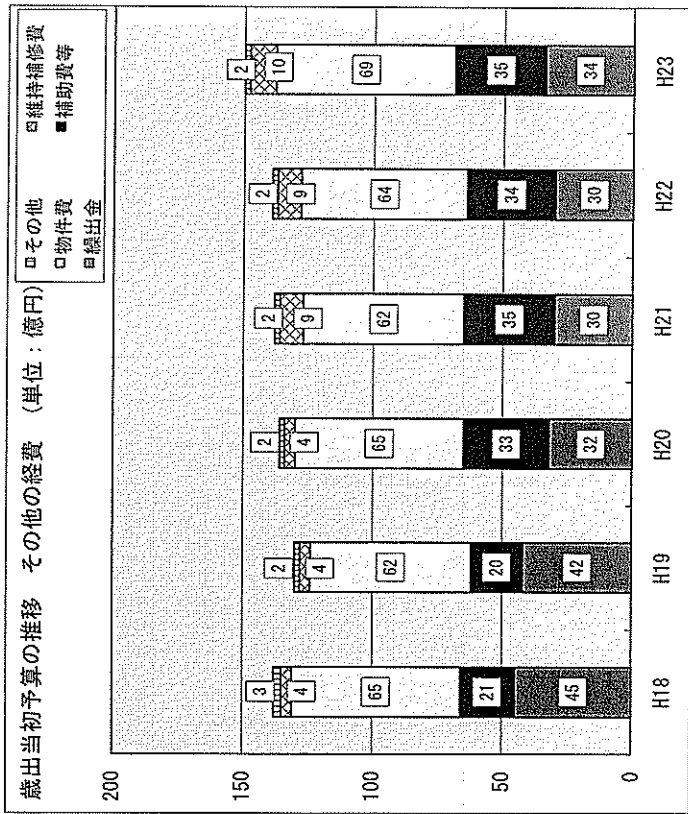 歳出当初予算の推移　その他の経費　(単位：億円)
その他 維持補修費
物件費 補助費等
繰出金
200
150
100
50
0
3 4 65 21 45
2 4 62 20 42
2 4 65 33 32
2 9 62 35 30
2 9 64 34 30
2 10 69 35 34
H18 H19 H20 H21 H22 H23